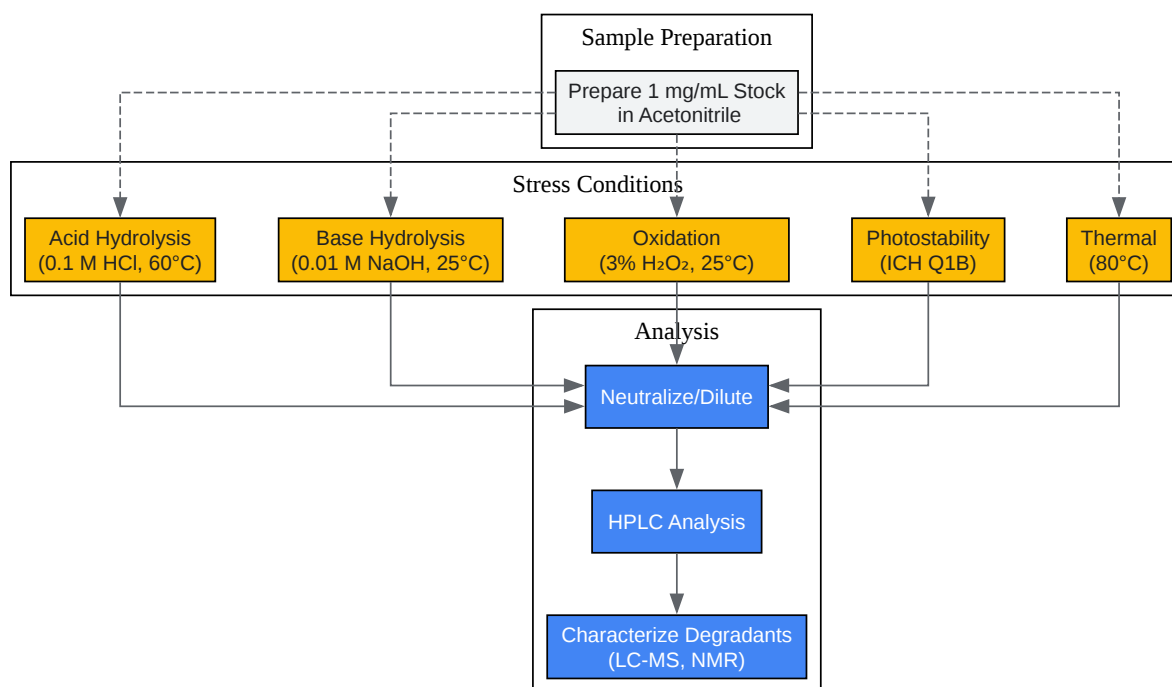 Sample Preparation
Prepare 1 mg/mL Stock
in Acetonitrile
Stress Conditions
Acid Hydrolysis
(0.1 M HCl, 60°C)
Base Hydrolysis
(0.01 M NaOH, 25°C)
Oxidation
(3% H₂O₂, 25°C)
Photostability
(ICH Q1B)
Thermal
(80°C)
Analysis
Neutralize/Dilute
HPLC Analysis
Characterize Degradants
(LC-MS, NMR)